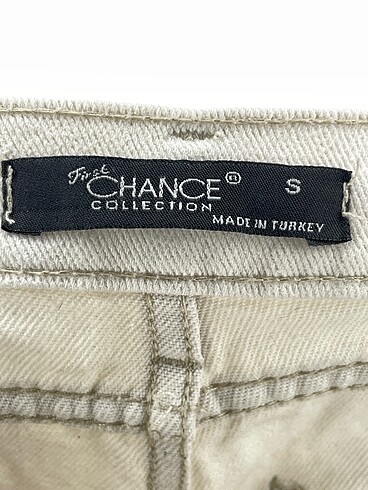 First
CHANCE ® S
COLLECTION
MADE IN TURKEY